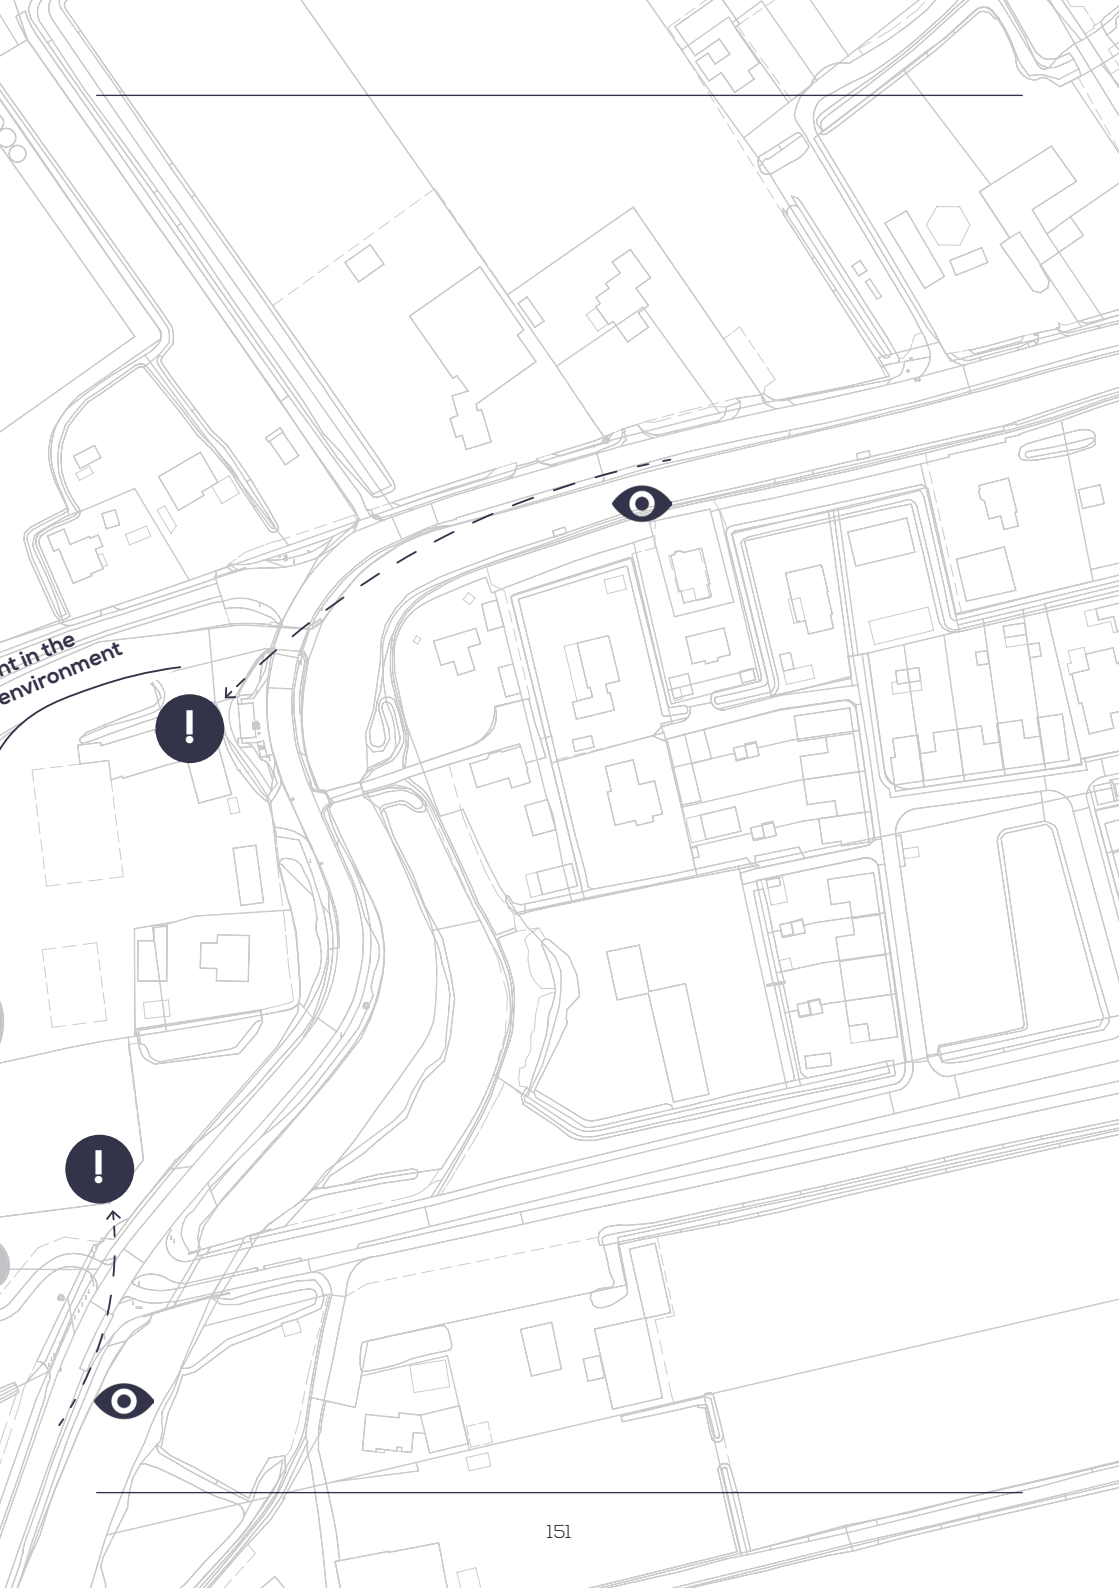 nt in the
environment
!
!
151